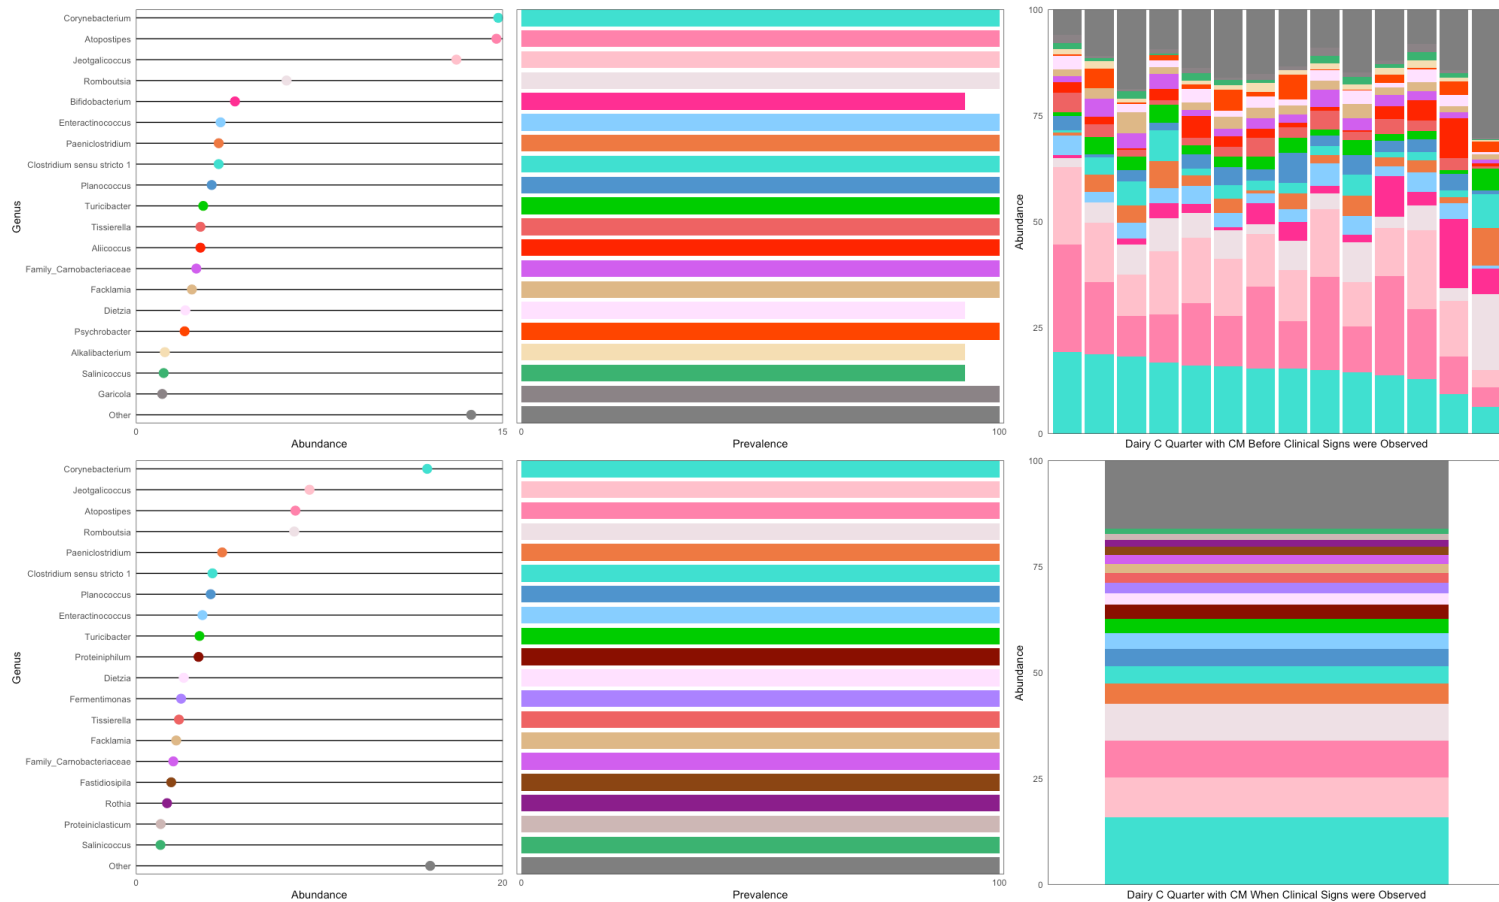 Genus
Corynebacterium
Atopostipes
Jeotgalicoccus
Romboutsia
Bifidobacterium
Enteractinococcus
Paeniclostridium
Clostridium sensu stricto 1
Planococcus
Turicibacter
Tissierella
Aliicoccus
Family_Carnobacteriaceae
Facklamia
Dietzia
Psychrobacter
Alkalibacterium
Salinicoccus
Garicola
Other
0 15
Abundance
0 100
Prevalence
Abundance
100
75
50
25
0
Dairy C Quarter with CM Before Clinical Signs were Observed
Genus
Corynebacterium
Jeotgalicoccus
Atopostipes
Romboutsia
Paeniclostridium
Clostridium sensu stricto 1
Planococcus
Enteractinococcus
Turicibacter
Proteiniphilum
Dietzia
Fermentimonas
Tissierella
Facklamia
Family_Carnobacteriaceae
Fastidiosipila
Rothia
Proteiniclasticum
Salinicoccus
Other
0 20
Abundance
0 100
Prevalence
Abundance
100
75
50
25
0
Dairy C Quarter with CM When Clinical Signs were Observed